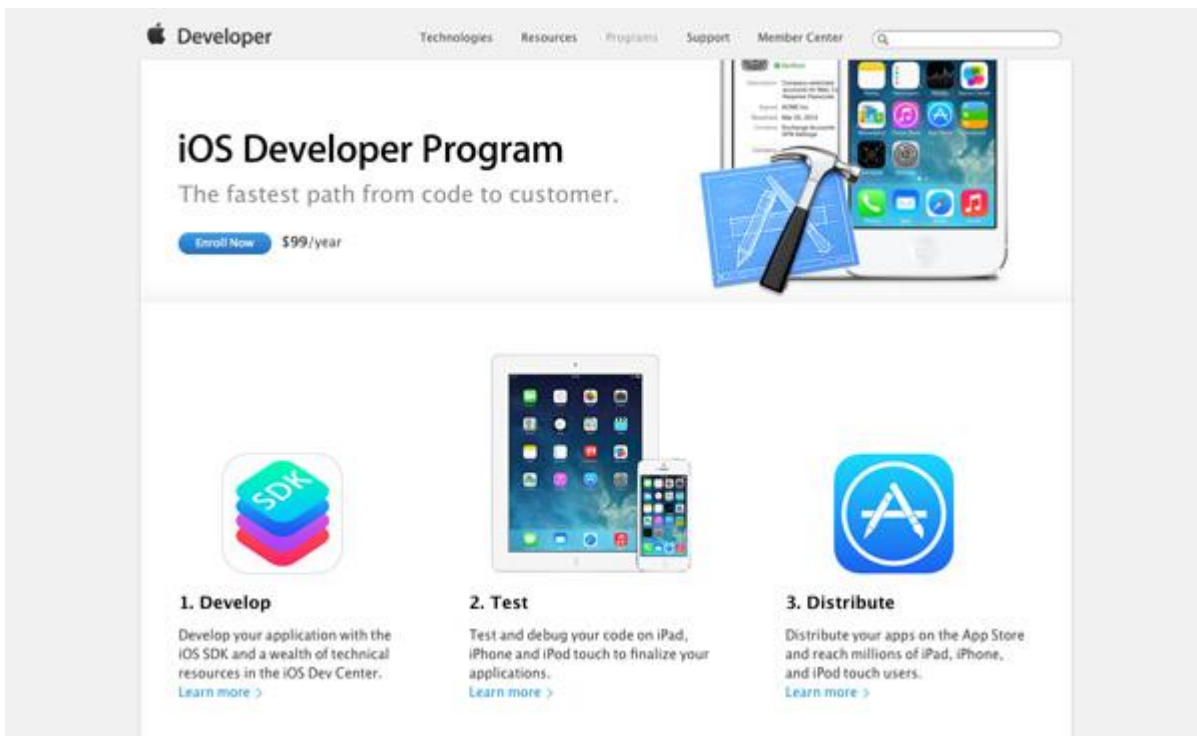 Developer
Technologies Resources Programs Support Member Center
iOS Developer Program
The fastest path from code to customer.
Enroll Now $99/year
SDK
1. Develop
Develop your application with the
iOS SDK and a wealth of technical
resources in the iOS Dev Center.
Learn more >
2. Test
Test and debug your code on iPad,
iPhone and iPod touch to finalize your
applications.
Learn more >
3. Distribute
Distribute your apps on the App Store
and reach millions of iPad, iPhone,
and iPod touch users.
Learn more >